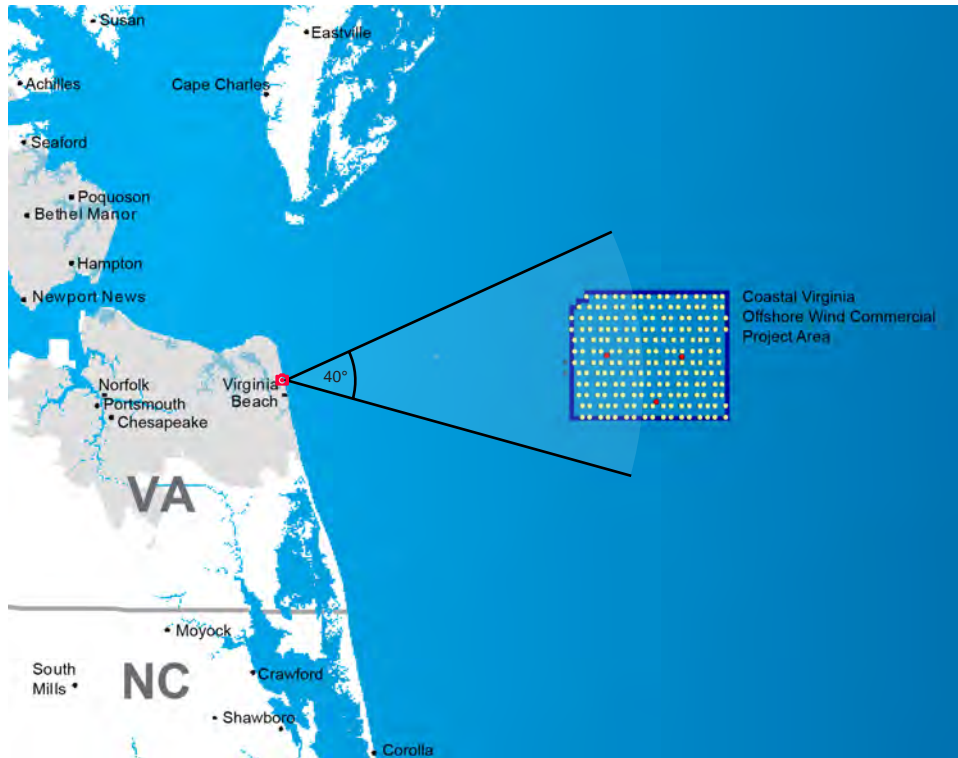 Susan
Eastville
Achilles
Cape Charles
Seaford
Poquoson
Bethel Manor
Hampton
Newport News
Coastal Virginia
Offshore Wind Commercial
Project Area
C
40°
Norfolk
Virginia
Beach
Portsmouth
Chesapeake
VA
Moyock
South
Mills
NC
Crawford
Shawboro
Corolla